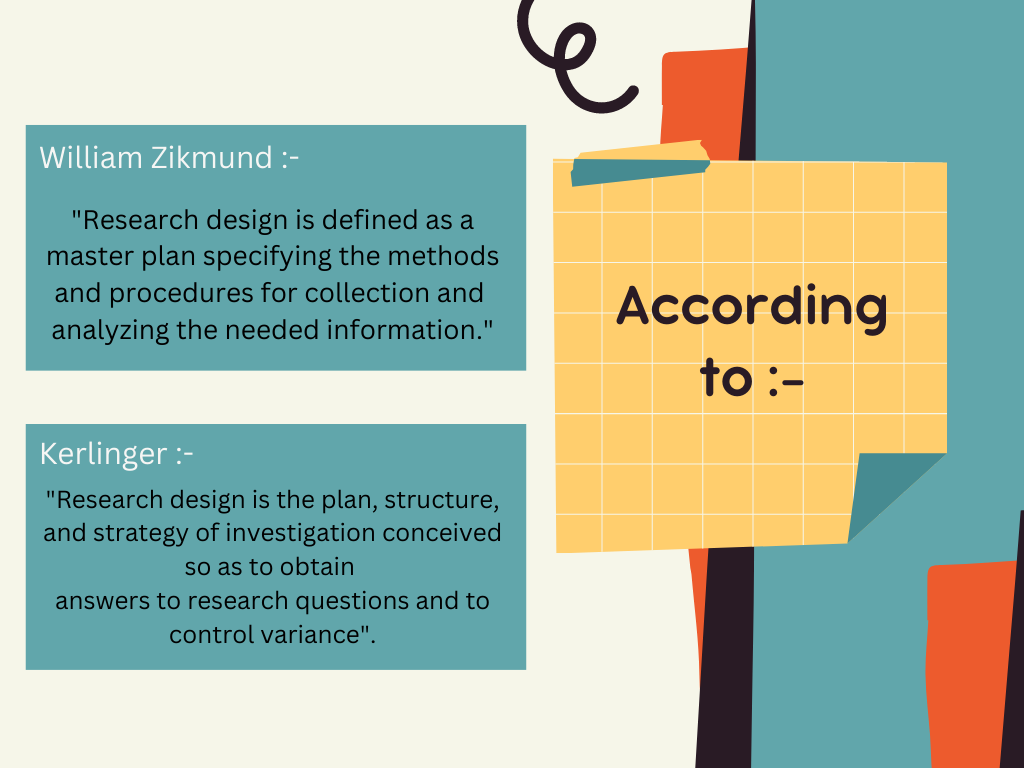 William Zikmund :-
"Research design is defined as a
master plan specifying the methods
and procedures for collection and
analyzing the needed information."
Kerlinger :-
"Research design is the plan, structure,
and strategy of investigation conceived
so as to obtain
answers to research questions and to
control variance".
According
to :-